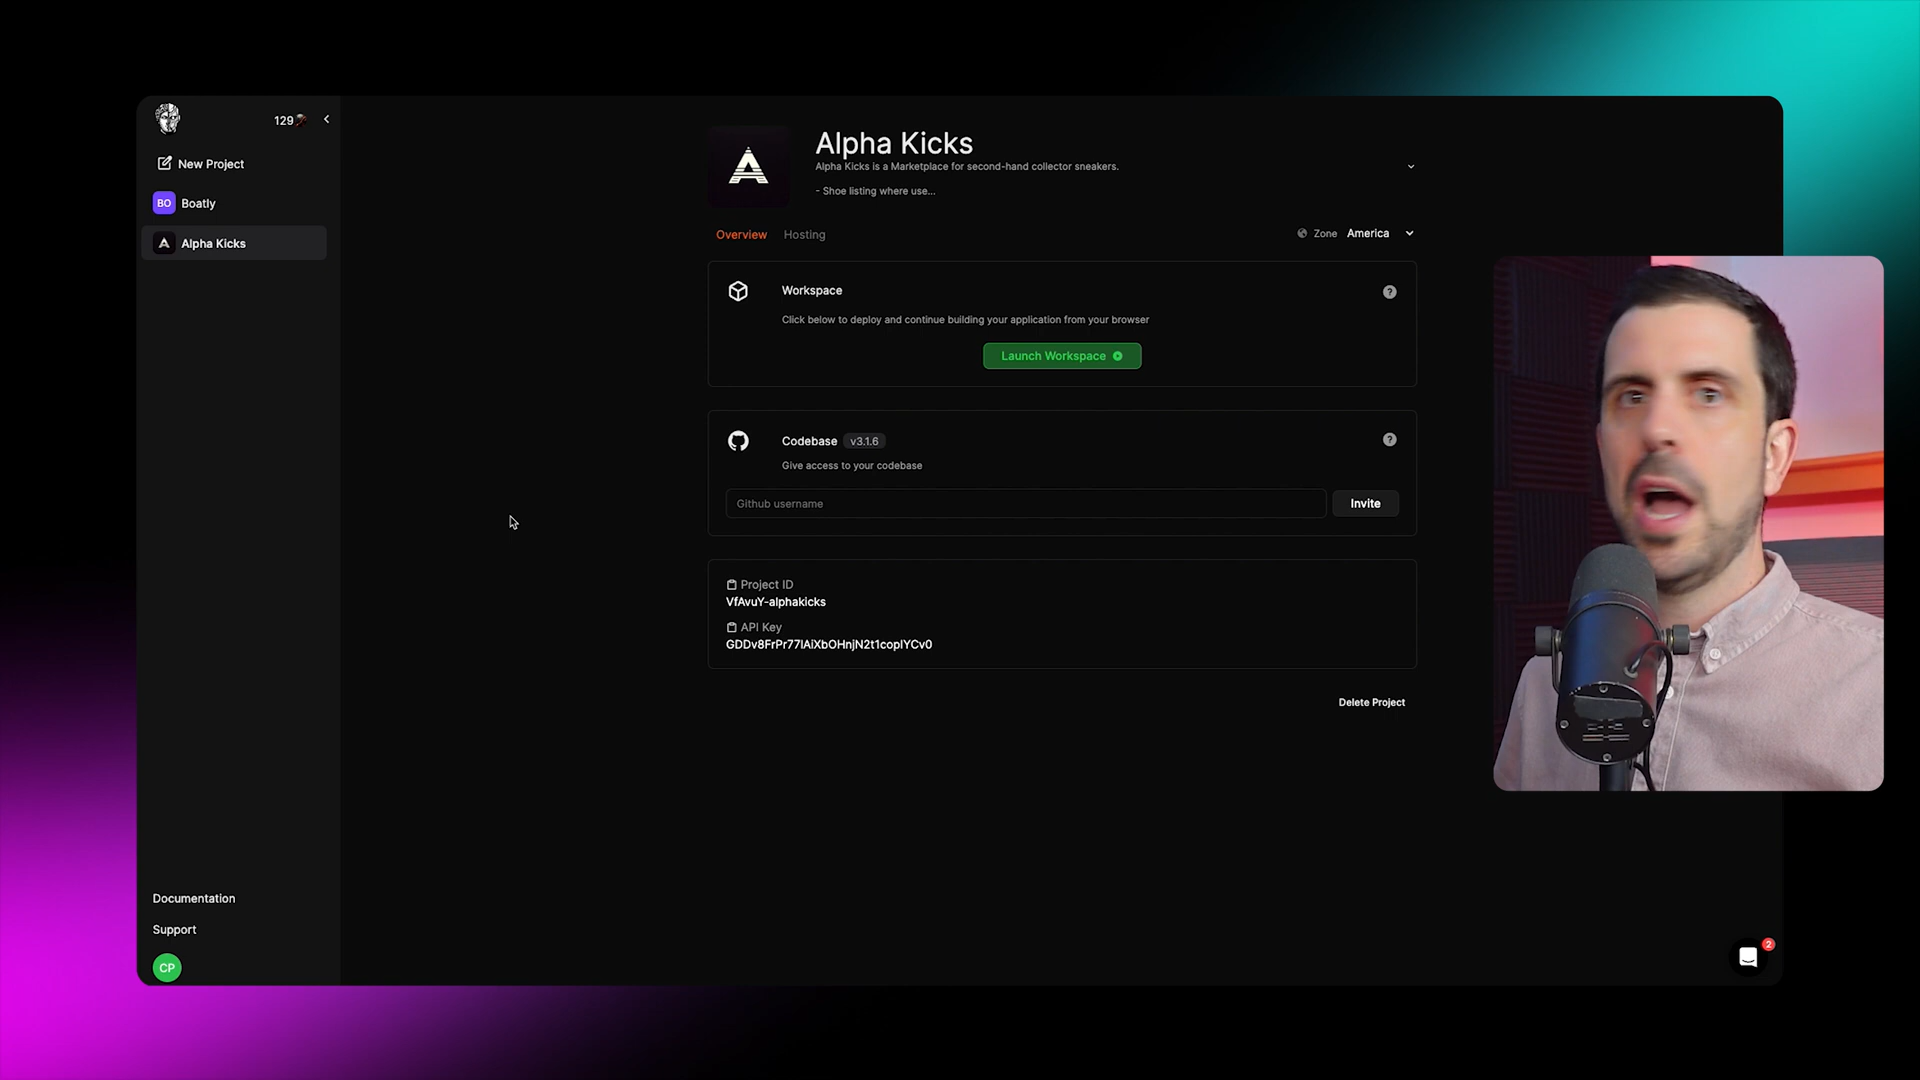 129
New Project
BO Boatly
A Alpha Kicks
Documentation
Support
CP
A
Alpha Kicks
Alpha Kicks is a Marketplace for second-hand collector sneakers.
- Shoe listing where use...
Overview Hosting
Zone America
Workspace
?
Click below to deploy and continue building your application from your browser
Launch Workspace
Codebase v3.1.6
?
Give access to your codebase
Github username
Invite
Project ID
VfAvuY-alphakicks
API Key
GDDv8FrPr77lAiXbOHnjN2t1copIYCv0
Delete Project
2